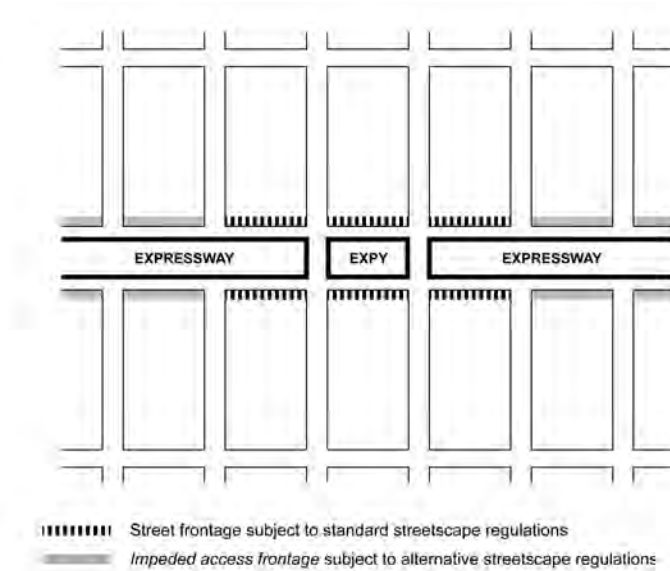 EXPRESSWAY EXPY EXPRESSWAY
Street frontage subject to standard streetscape regulations
Impeded access frontage subject to alternative streetscape regulations